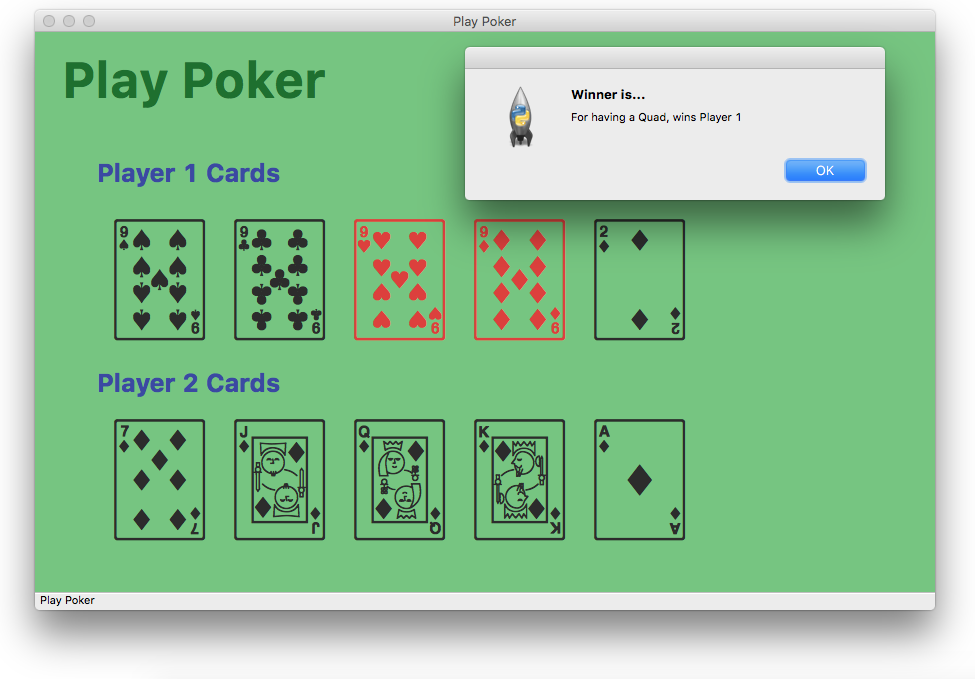 Play Poker
Play Poker
Winner is...
For having a Quad, wins Player 1
OK
Player 1 Cards
9 9 9 9 2
9 9 9 9 2
Player 2 Cards
7 J Q K A
7 J Q K A
Play Poker